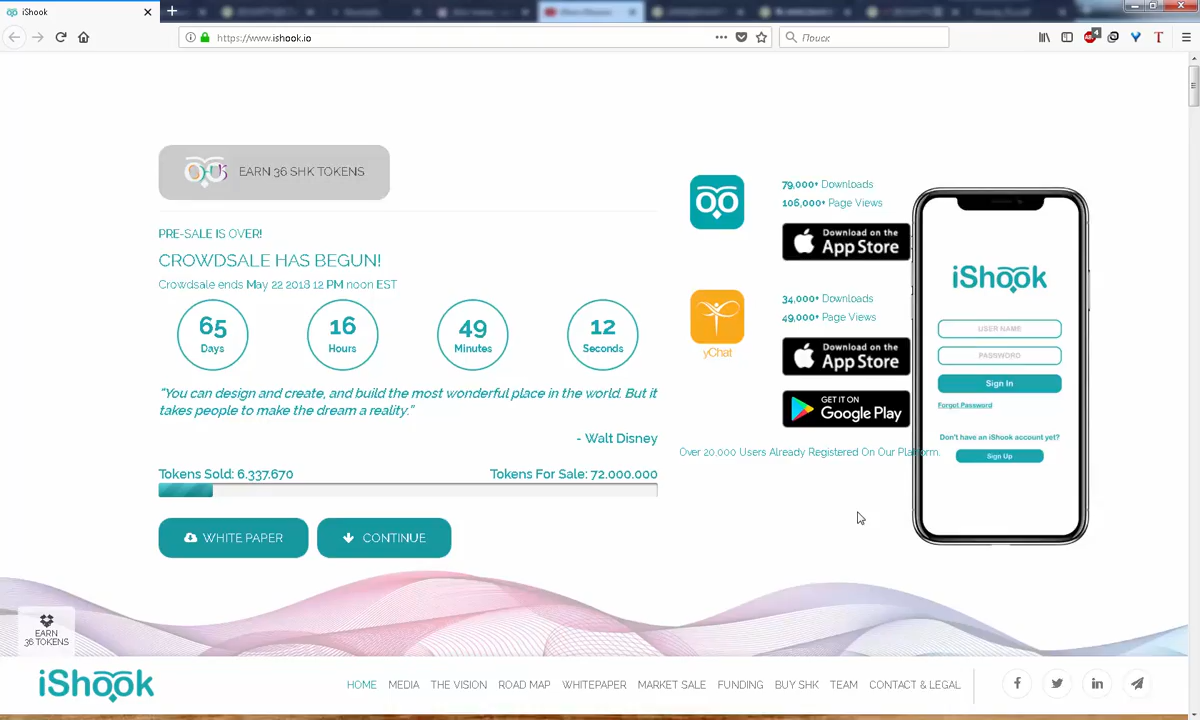 iShook
https://www.ishook.io
Поиск
4
EARN 36 SHK TOKENS
PRE-SALE IS OVER!
CROWDSALE HAS BEGUN!
Crowdsale ends May 22 2018 12 PM noon EST
65
Days
16
Hours
49
Minutes
12
Seconds
"You can design and create, and build the most wonderful place in the world. But it
takes people to make the dream a reality."
- Walt Disney
Tokens Sold: 6.337.670
Tokens For Sale: 72.000.000
WHITE PAPER
CONTINUE
79,000+ Downloads
106,000+ Page Views
Download on the
App Store
yChat
34,000+ Downloads
49,000+ Page Views
Download on the
App Store
GET IT ON
Google Play
Over 20,000 Users Already Registered On Our Platform.
iShook
USER NAME
PASSWORD
Sign In
Forgot Password
Don't have an iShook account yet?
Sign Up
EARN
36 TOKENS
iShook
HOME
MEDIA
THE VISION
ROAD MAP
WHITEPAPER
MARKET SALE
FUNDING
BUY SHK
TEAM
CONTACT & LEGAL